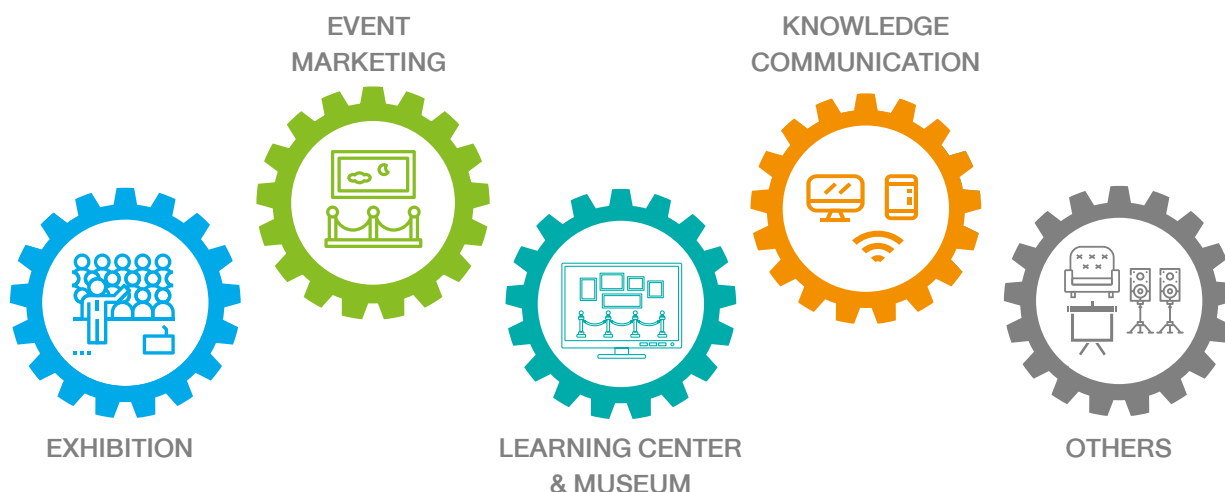 EVENT
MARKETING
KNOWLEDGE
COMMUNICATION
EXHIBITION
LEARNING CENTER
& MUSEUM
OTHERS